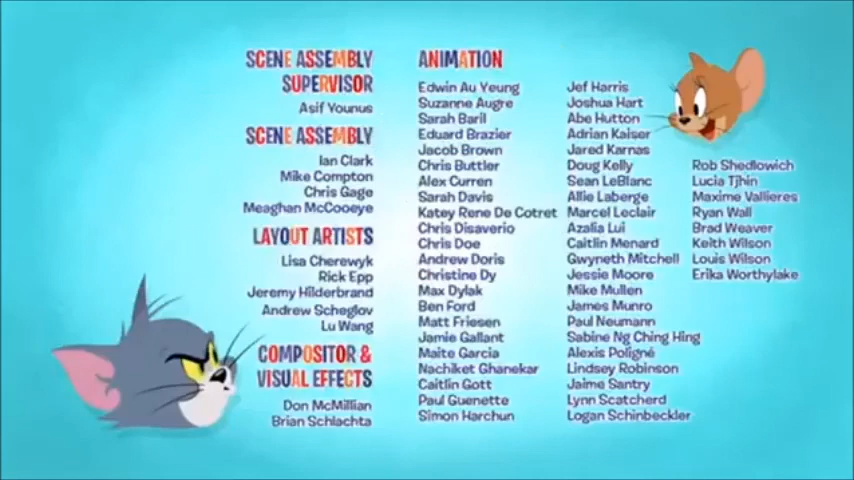 SCENE ASSEMBLY
SUPERVISOR
Asif Younus
SCENE ASSEMBLY
Ian Clark
Mike Compton
Chris Gage
Meaghan McCooeye
LAYOUT ARTISTS
Lisa Cherewyk
Rick Epp
Jeremy Hilderbrand
Andrew Scheglov
Lu Wang
COMPOSITOR &
VISUAL EFFECTS
Don McMillian
Brian Schlachta
ANIMATION
Edwin Au Yeung
Suzanne Augre
Sarah Baril
Eduard Brazier
Jacob Brown
Chris Buttler
Alex Curren
Sarah Davis
Katey Rene De Cotret
Chris Disaverio
Chris Doe
Andrew Doris
Christine Dy
Max Dylak
Ben Ford
Matt Friesen
Jamie Gallant
Maite Garcia
Nachiket Ghanekar
Caitlin Gott
Paul Guenette
Simon Harchun
Jef Harris
Joshua Hart
Abe Hutton
Adrian Kaiser
Jared Karnas
Doug Kelly
Sean LeBlanc
Allie Laberge
Marcel Leclair
Azalia Lui
Caitlin Menard
Gwyneth Mitchell
Jessie Moore
Mike Mullen
James Munro
Paul Neumann
Sabine Ng Ching Hing
Alexis Poligné
Lindsey Robinson
Jaime Santry
Lynn Scatcherd
Logan Schinbeckler
Rob Shedlowich
Lucia Tjhin
Maxime Vallieres
Ryan Wall
Brad Weaver
Keith Wilson
Louis Wilson
Erika Worthylake